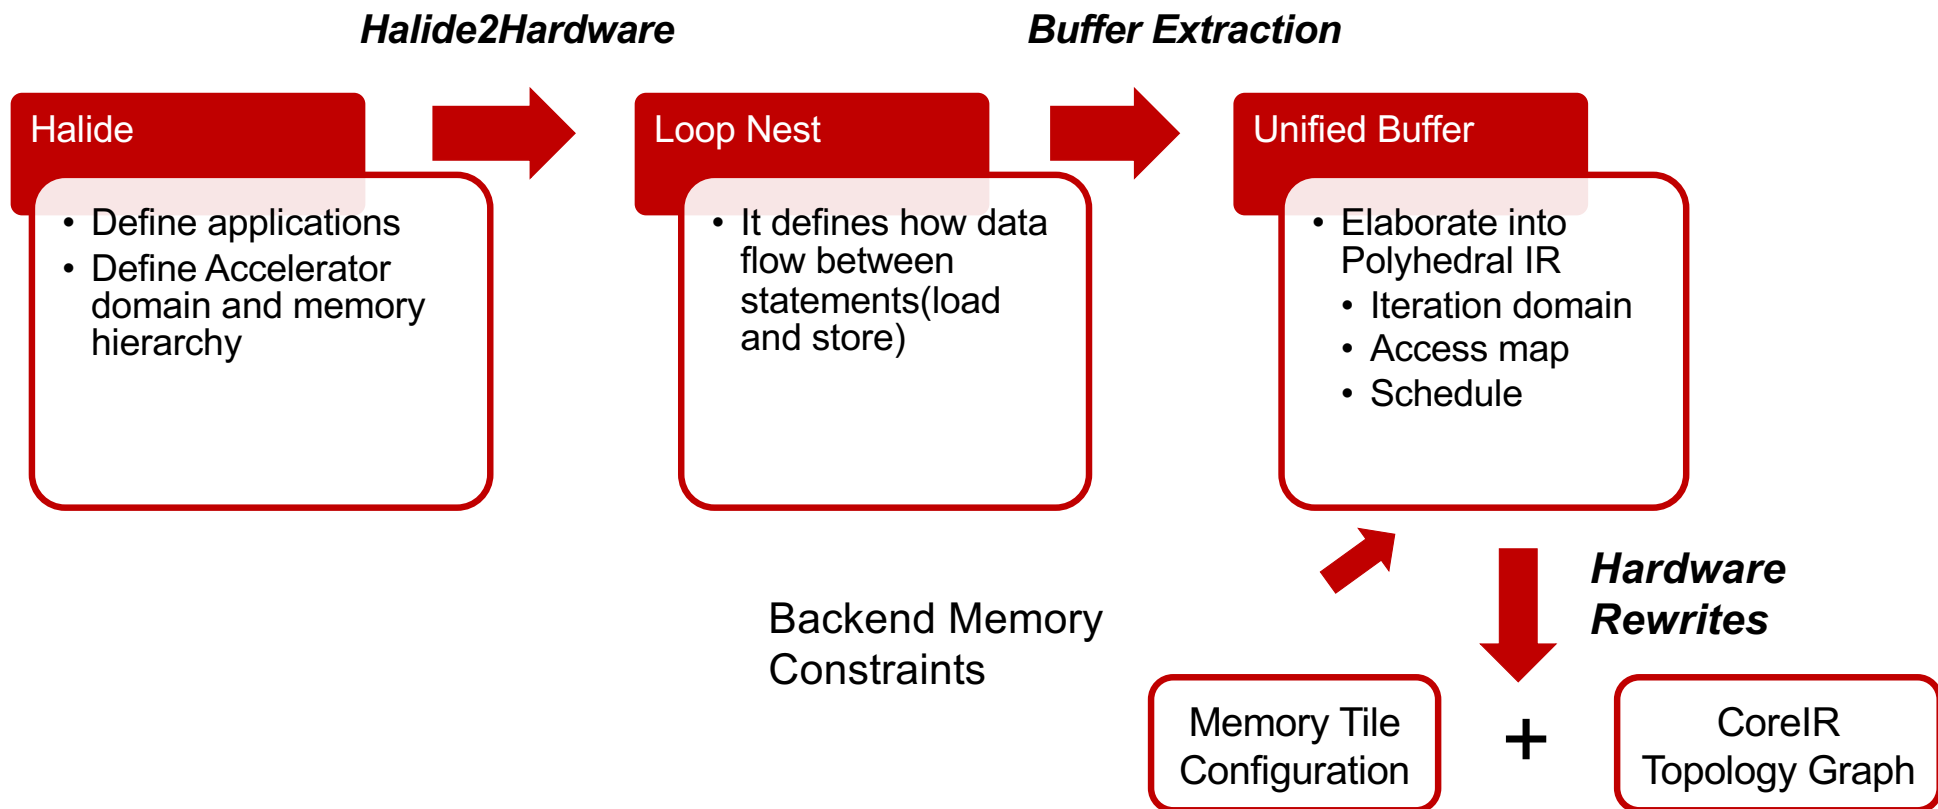 Halide2Hardware
Buffer Extraction
Halide
• Define applications
• Define Accelerator
domain and memory
hierarchy
Loop Nest
• It defines how data
flow between
statements(load
and store)
Unified Buffer
• Elaborate into
Polyhedral IR
• Iteration domain
• Access map
• Schedule
Backend Memory
Constraints
Hardware
Rewrites
Memory Tile
Configuration
+
CoreIR
Topology Graph